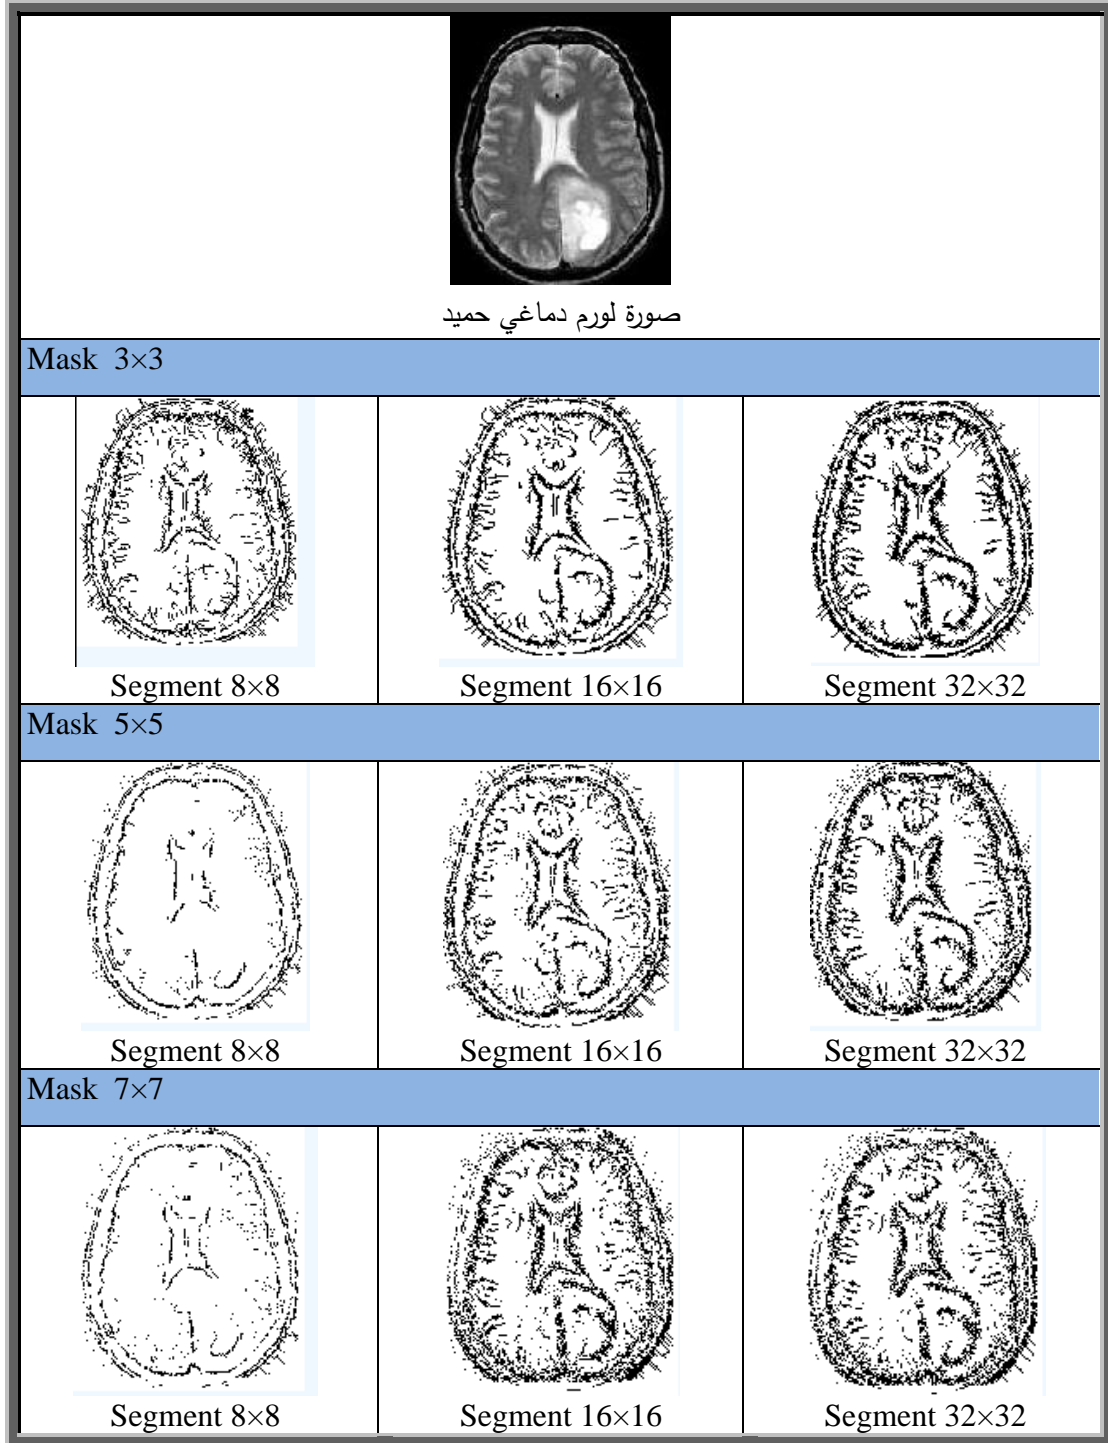 صورة لورم دماغي حميد
Mask 3×3
Segment 8×8
Segment 16×16
Segment 32×32
Mask 5×5
Segment 8×8
Segment 16×16
Segment 32×32
Mask 7×7
Segment 8×8
Segment 16×16
Segment 32×32